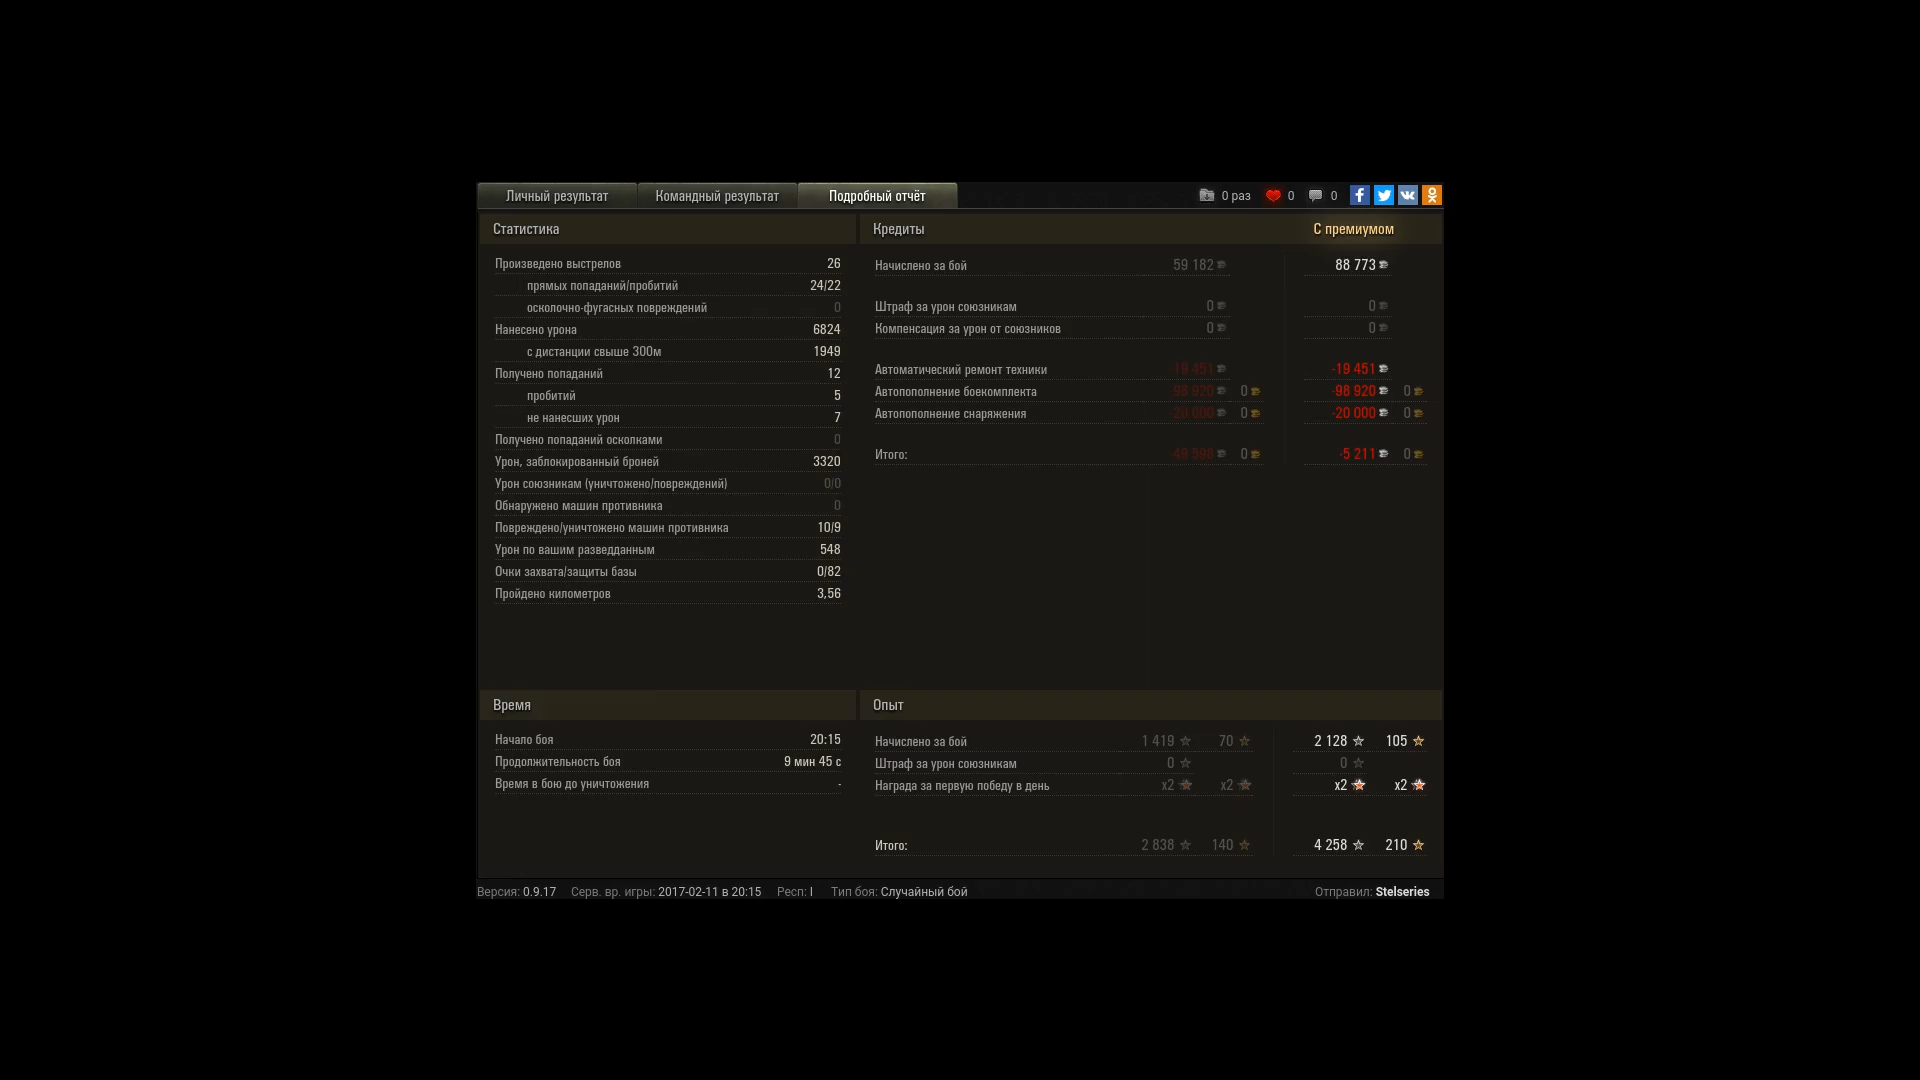 Личный результат Командный результат Подробный отчёт 0 раз 0 0
Статистика
Произведено выстрелов 26
прямых попаданий/пробитий 24/22
осколочно-фугасных повреждений 0
Нанесено урона 6824
с дистанции свыше 300м 1949
Получено попаданий 12
пробитий 5
не нанесших урон 7
Получено попаданий осколками 0
Урон, заблокированный броней 3320
Урон союзникам (уничтожено/повреждений) 0/0
Обнаружено машин противника 0
Повреждено/уничтожено машин противника 10/9
Урон по вашим разведданным 548
Очки захвата/защиты базы 0/82
Пройдено километров 3,56
Кредиты С премиумом
Начислено за бой 59 182 88 773
Штраф за урон союзникам 0 0
Компенсация за урон от союзников 0 0
Автоматический ремонт техники -19 451 -19 451
Автопополнение боекомплекта -98 920 0 -98 920 0
Автопополнение снаряжения -20 000 0 -20 000 0
Итого: -49 598 0 -5 211 0
Время
Начало боя 20:15
Продолжительность боя 9 мин 45 с
Время в бою до уничтожения -
Опыт
Начислено за бой 1 419 70 2 128 105
Штраф за урон союзникам 0 0
Награда за первую победу в день x2 x2 x2 x2
Итого: 2 838 140 4 258 210
Версия: 0.9.17 Серв. вр. игры: 2017-02-11 в 20:15 Респ: I Тип боя: Случайный бой Отправил: Stelseries